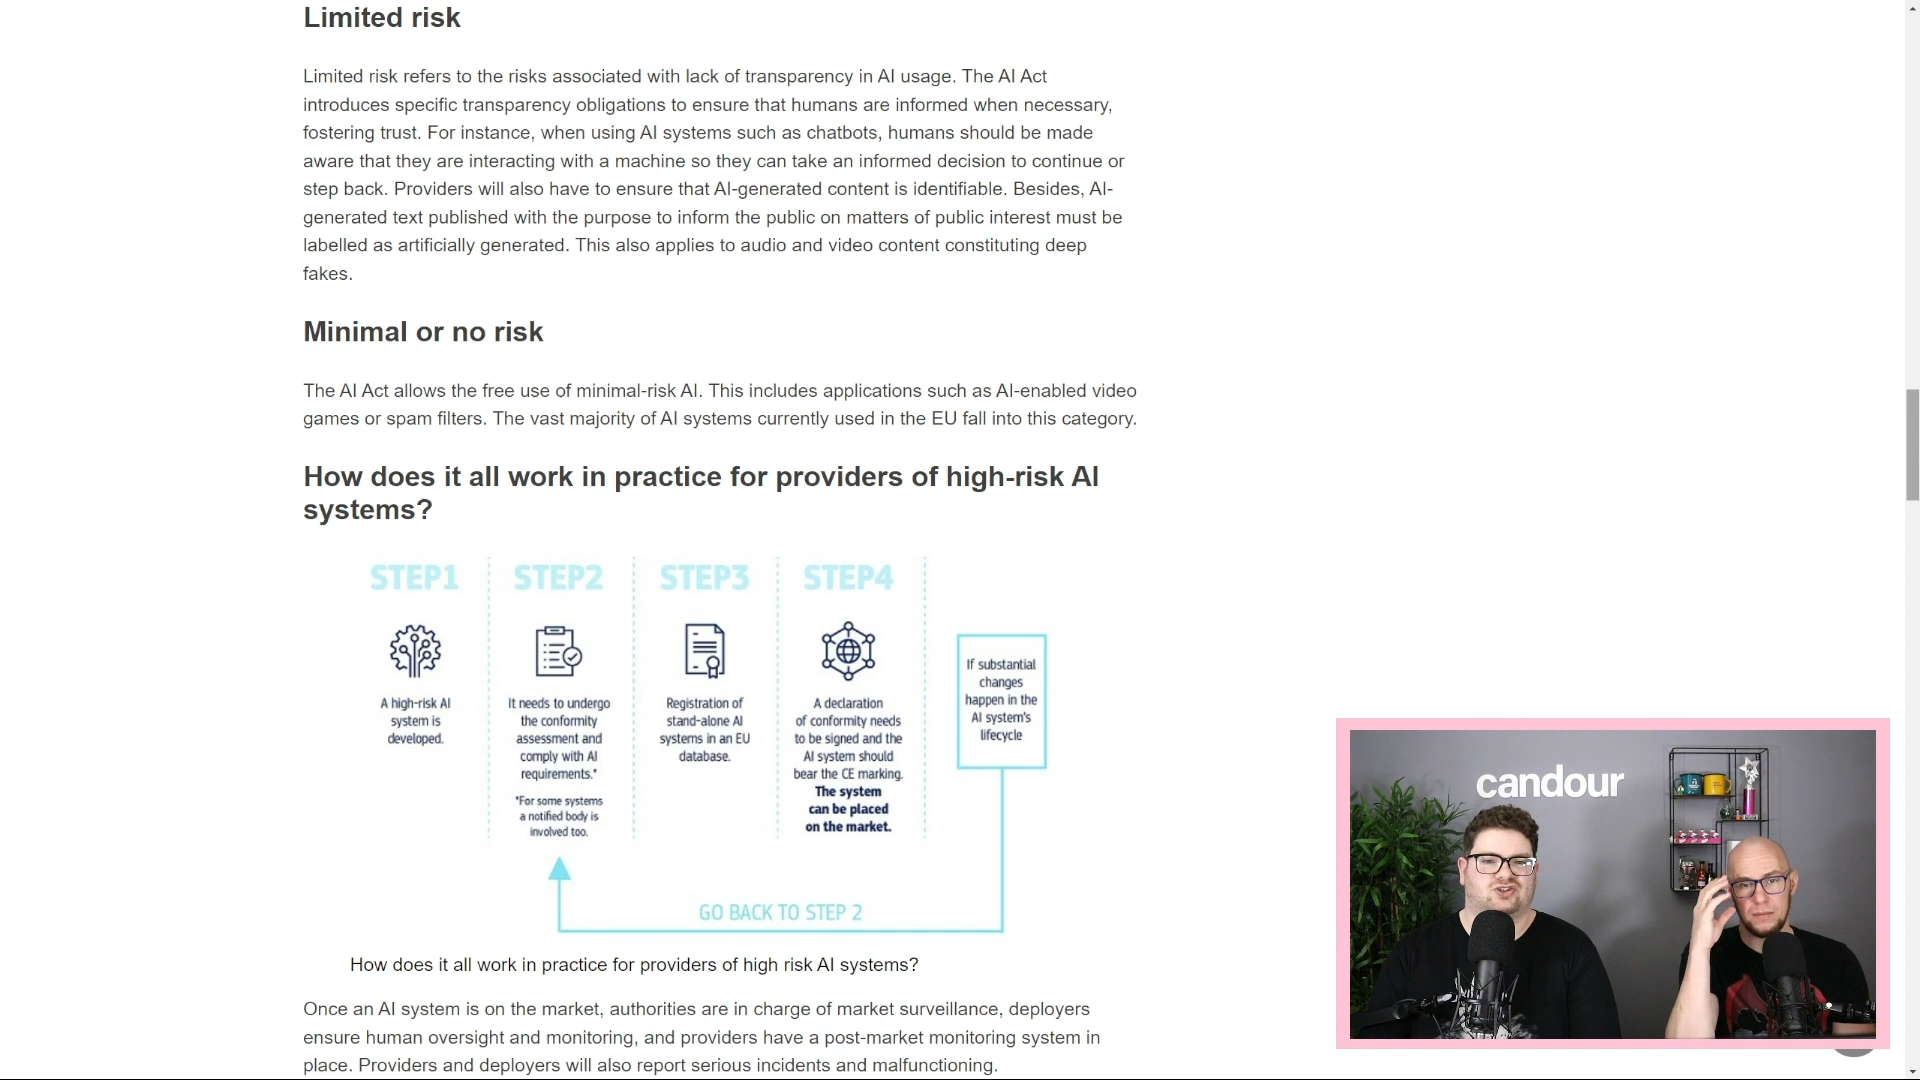 Limited risk
Limited risk refers to the risks associated with lack of transparency in AI usage. The AI Act
introduces specific transparency obligations to ensure that humans are informed when necessary,
fostering trust. For instance, when using AI systems such as chatbots, humans should be made
aware that they are interacting with a machine so they can take an informed decision to continue or
step back. Providers will also have to ensure that AI-generated content is identifiable. Besides, AI-
generated text published with the purpose to inform the public on matters of public interest must be
labelled as artificially generated. This also applies to audio and video content constituting deep
fakes.
Minimal or no risk
The AI Act allows the free use of minimal-risk AI. This includes applications such as AI-enabled video
games or spam filters. The vast majority of AI systems currently used in the EU fall into this category.
How does it all work in practice for providers of high-risk AI
systems?
STEP1
A high-risk AI
system is
developed.
STEP2
It needs to undergo
the conformity
assessment and
comply with AI
requirements.*
*For some systems
a notified body is
involved too.
STEP3
Registration of
stand-alone AI
systems in an EU
database.
STEP4
A declaration
of conformity needs
to be signed and the
AI system should
bear the CE marking.
The system
can be placed
on the market.
If substantial
changes
happen in the
AI system's
lifecycle
GO BACK TO STEP 2
How does it all work in practice for providers of high risk AI systems?
Once an AI system is on the market, authorities are in charge of market surveillance, deployers
ensure human oversight and monitoring, and providers have a post-market monitoring system in
place. Providers and deployers will also report serious incidents and malfunctioning.
candour